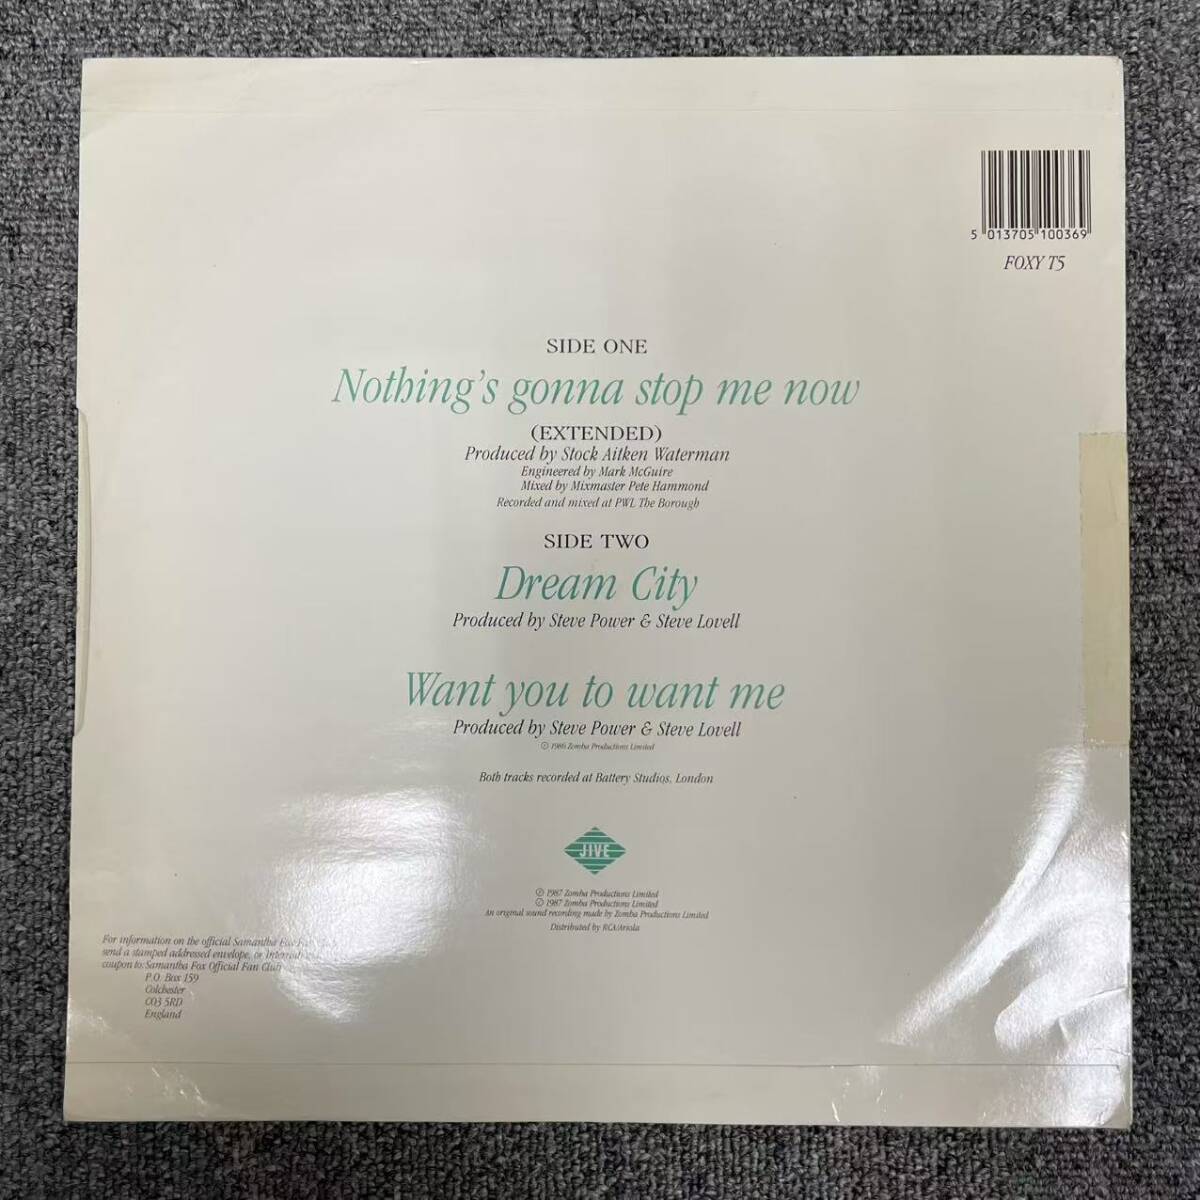 5 013705 100369
FOXY T5
SIDE ONE
Nothing's gonna stop me now
(EXTENDED)
Produced by Stock Aitken Waterman
Engineered by Mark McGuire
Mixed by Mixmaster Pete Hammond
Recorded and mixed at PWL The Borough
SIDE TWO
Dream City
Produced by Steve Power & Steve Lovell
Want you to want me
Produced by Steve Power & Steve Lovell
Ⓟ 1986 Zomba Productions Limited
Both tracks recorded at Battery Studios, London
JIVE
Ⓟ 1987 Zomba Productions Limited
© 1987 Zomba Productions Limited
An original sound recording made by Zomba Productions Limited
Distributed by RCA/Ariola
For information on the official Samantha Fox Fan
send a stamped addressed envelope, or
coupon to: Samantha Fox Official Fan Club
P.O. Box 159
Colchester
CO3 5RD
England